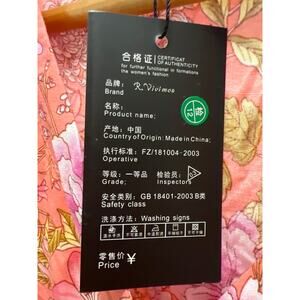 合格证 CERTIFICAT
OF AUTHENTICITY
for further functional in formations
the women's fashion
品牌: R.Vivimos
Brand
名称:
Product name;
产地: 中国
Country of Origin: Made in China;
执行标准: FZ/181004-2003
Operative
等级: 一等品 检验员:
Grade; Inspectors
安全类别: GB 18401-2003 B类
Safety class
洗涤方式: Washing signs
零售价 ¥
Price